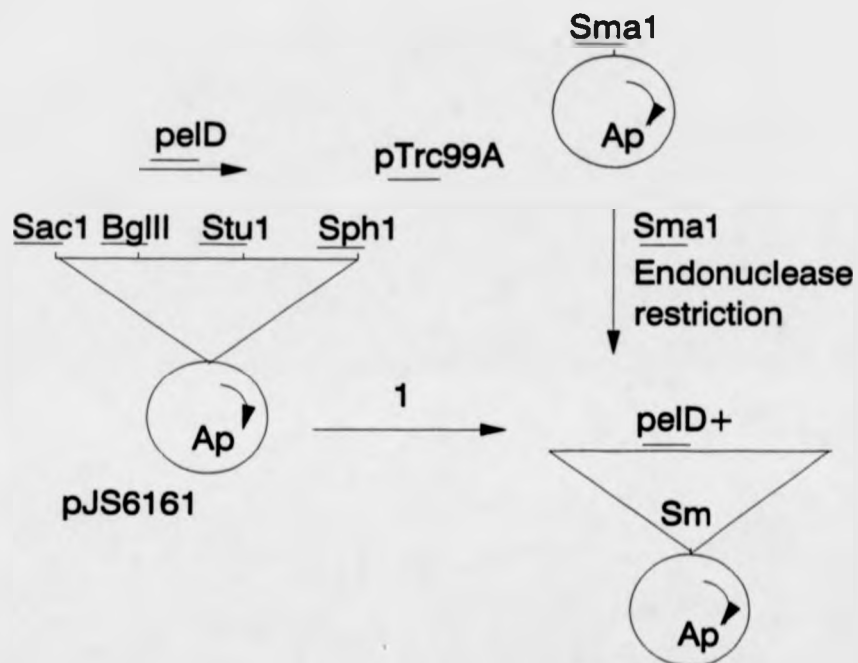 Sma1
Ap
pelD
pTrc99A
Sac1 BglII Stu1 Sph1
Sma1
Endonuclease
restriction
1
Ap
pelD+
pJS6161
Sm
Ap